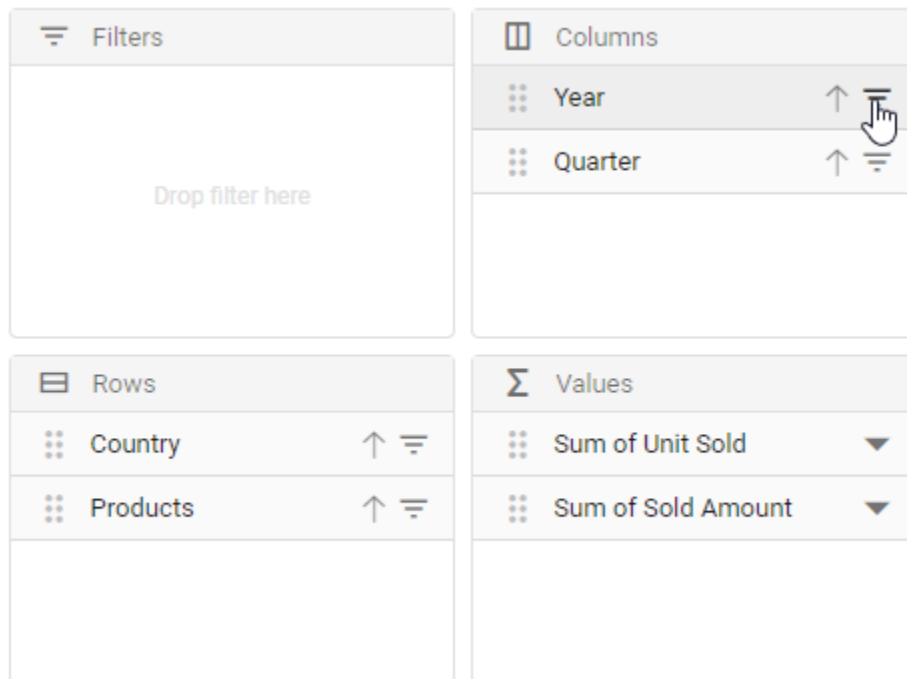 Filters
Drop filter here
Columns
Year
Quarter
Rows
Country
Products
Values
Sum of Unit Sold
Sum of Sold Amount